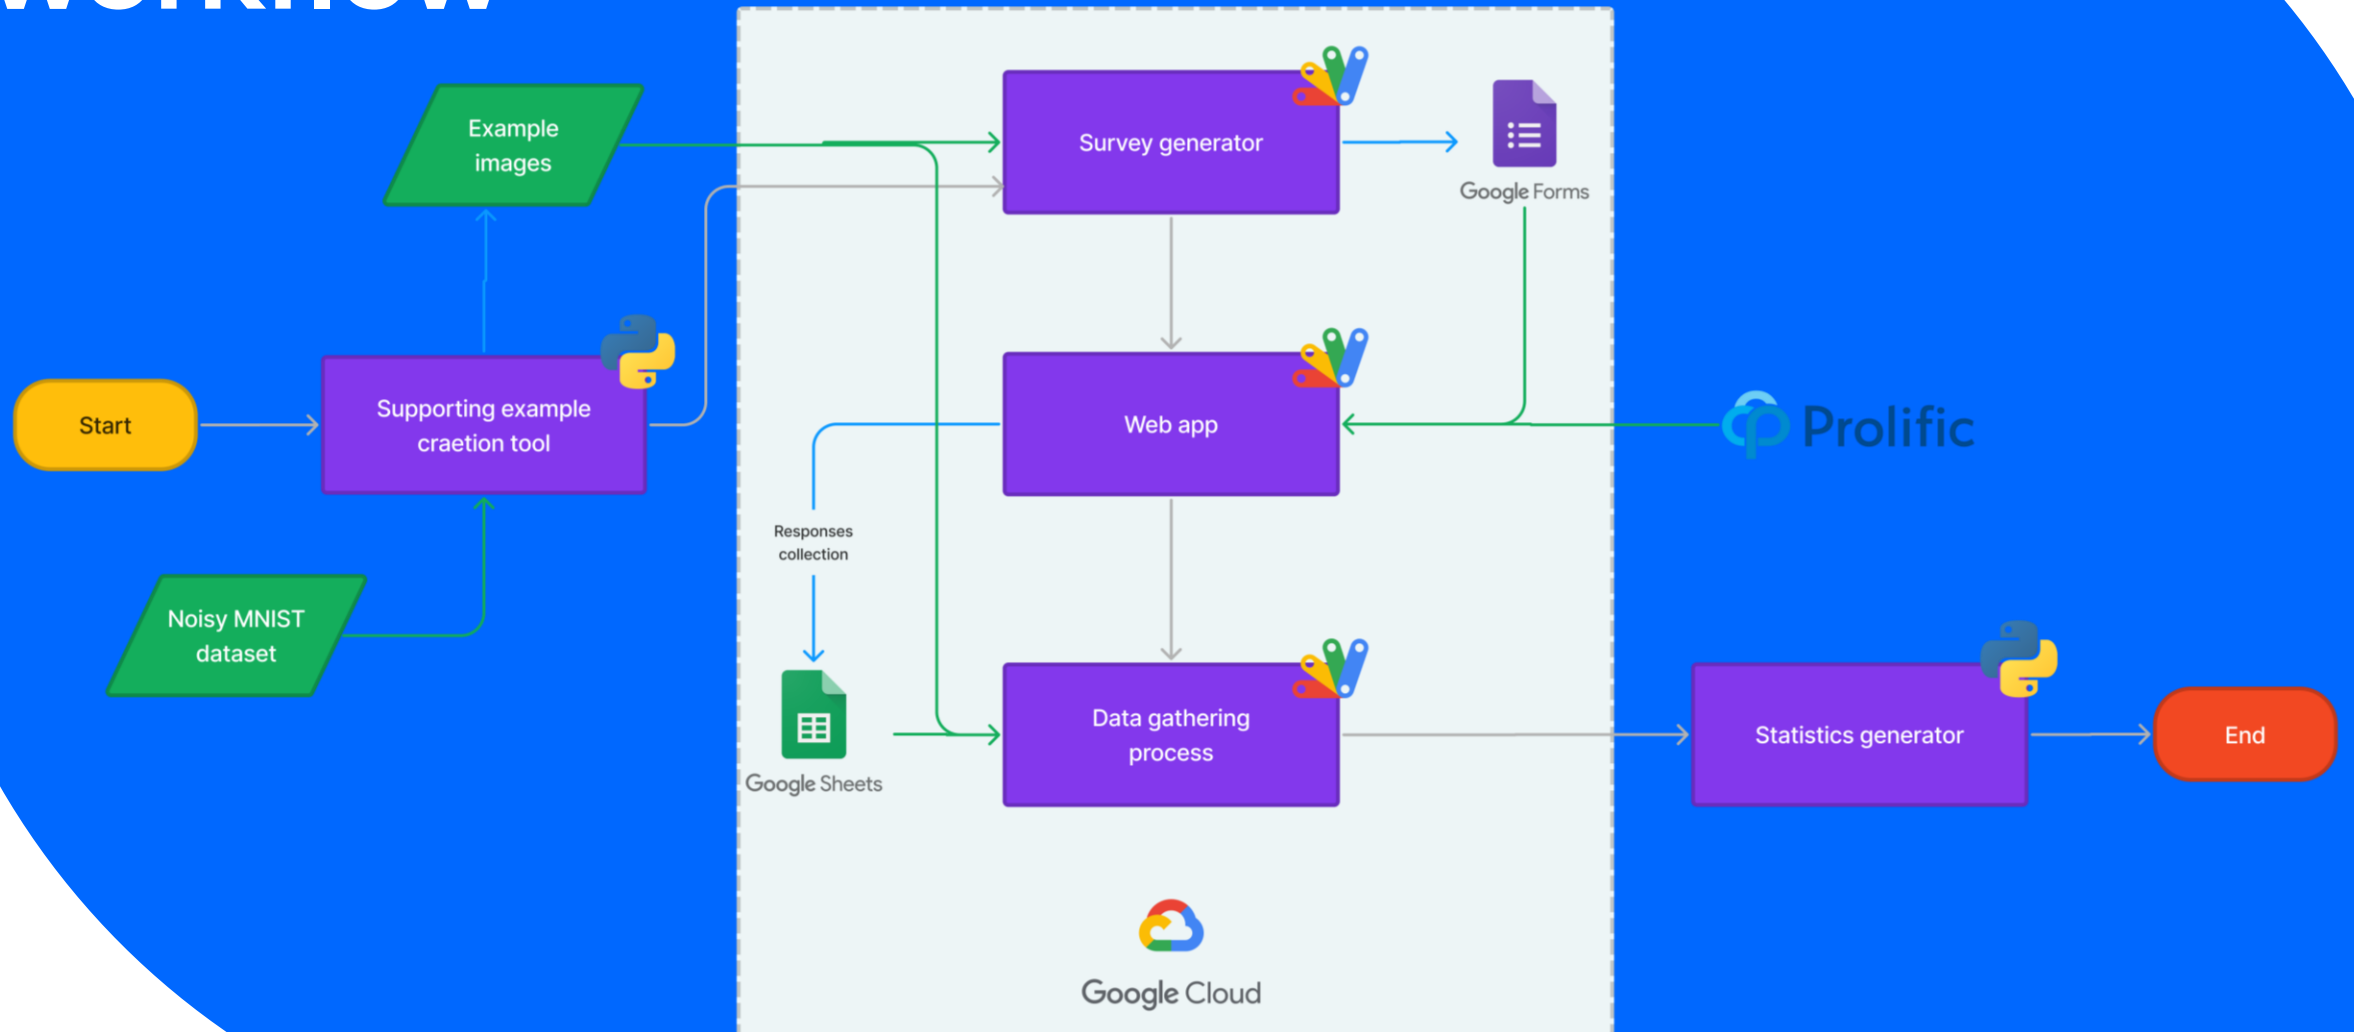 workflow
Example
images
Survey generator
Google Forms
Start
Supporting example
craetion tool
Web app
Prolific
Responses
collection
Noisy MNIST
dataset
Google Sheets
Data gathering
process
Statistics generator
End
Google Cloud